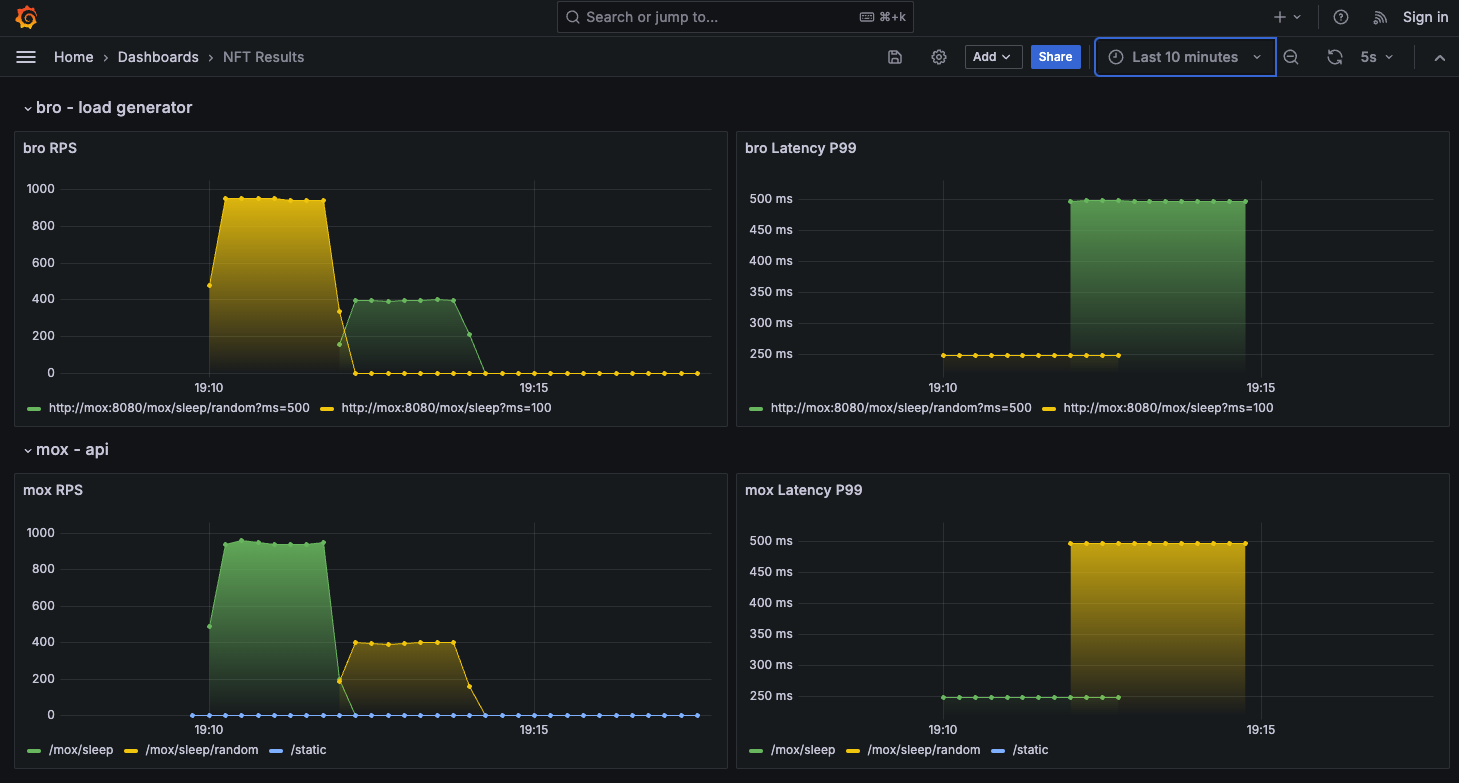 Search or jump to... ⌘+k Sign in
Home › Dashboards › NFT Results Add Share Last 10 minutes 5s
bro - load generator
bro RPS
1000
800
600
400
200
0
19:10 19:15
http://mox:8080/mox/sleep/random?ms=500 http://mox:8080/mox/sleep?ms=100
bro Latency P99
500 ms
450 ms
400 ms
350 ms
300 ms
250 ms
19:10 19:15
http://mox:8080/mox/sleep/random?ms=500 http://mox:8080/mox/sleep?ms=100
mox - api
mox RPS
1000
800
600
400
200
0
19:10 19:15
/mox/sleep /mox/sleep/random /static
mox Latency P99
500 ms
450 ms
400 ms
350 ms
300 ms
250 ms
19:10 19:15
/mox/sleep /mox/sleep/random /static